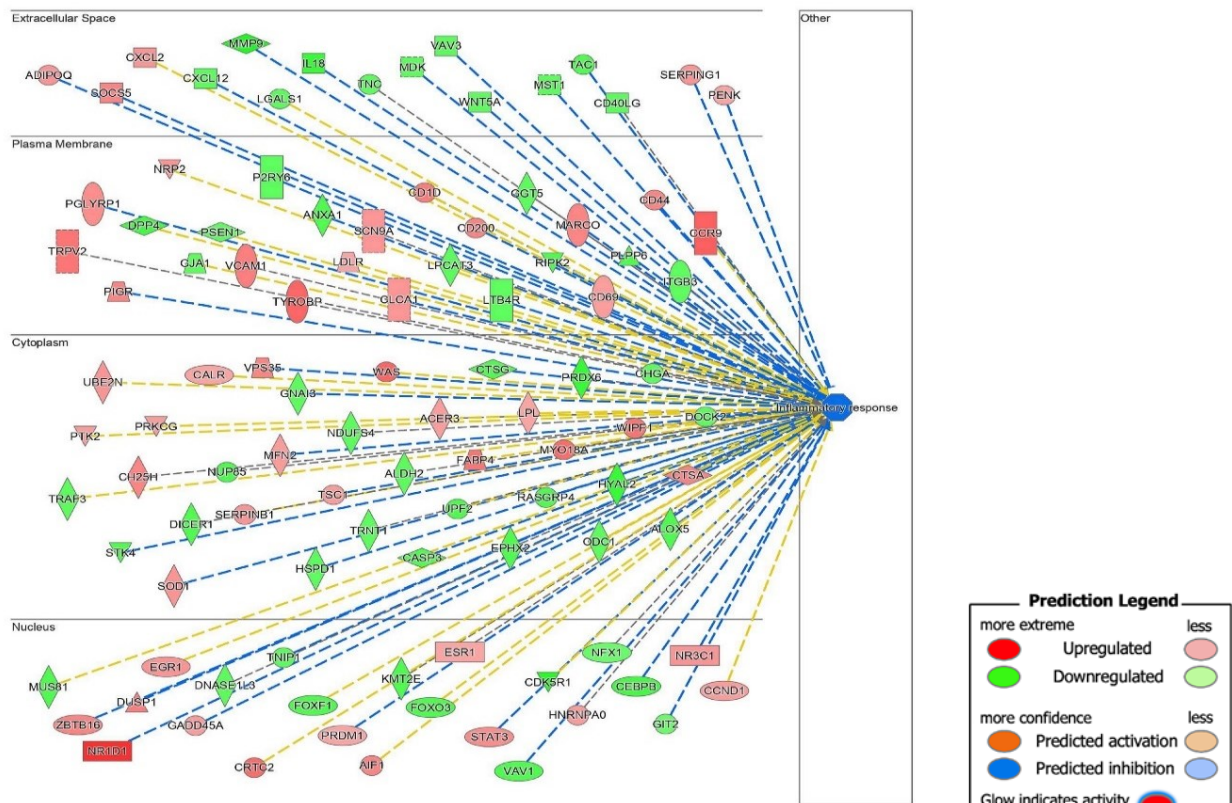 Extracellular Space
Other
MMP9
CXCL2
VAV3
IL18
ADIPOQ
CXCL12
MDK
TAC1
SERPING1
SOCS5
LGALS1
TNC
MST1
PENK
WNT5A
CD40LG
Plasma Membrane
NRP2
P2RY6
CD1D
GGT5
CD44
PGLYRP1
ANXA1
DPP4
PSEN1
SCN9A
CD200
MARCO
CCR9
TRPV2
GJA1
VCAM1
LDLR
LPCAT3
RIPK2
PLPP6
ITGB3
PIGR
TYROBP
CLCA1
LTB4R
CD69
Cytoplasm
UBE2N
CALR
VPS35
WAS
CTSG
PRDX6
CHGA
GNAI3
Inflammatory response
PTK2
PRKCG
NDUFS4
ACER3
LPL
WIPF1
DOCK2
CH25H
NUP85
MFN2
ALDH2
FABP4
MYO18A
TRAF3
TSC1
HYAL2
CTSA
DICER1
SERPINB1
UPF2
RASGRP4
STK4
TRNT1
EPHX2
ODC1
ALOX5
SOD1
HSPD1
CASP3
Nucleus
MUS81
EGR1
TNIP1
ESR1
NFX1
NR3C1
DUSP1
DNASE1L3
KMT2E
CDK5R1
CEBPB
CCND1
ZBTB16
GADD45A
FOXF1
FOXO3
HNRNPA0
GIT2
NR1D1
PRDM1
STAT3
CRTC2
AIF1
VAV1
Prediction Legend
more extreme less
Upregulated
Downregulated
more confidence less
Predicted activation
Predicted inhibition
Glow indicates activity